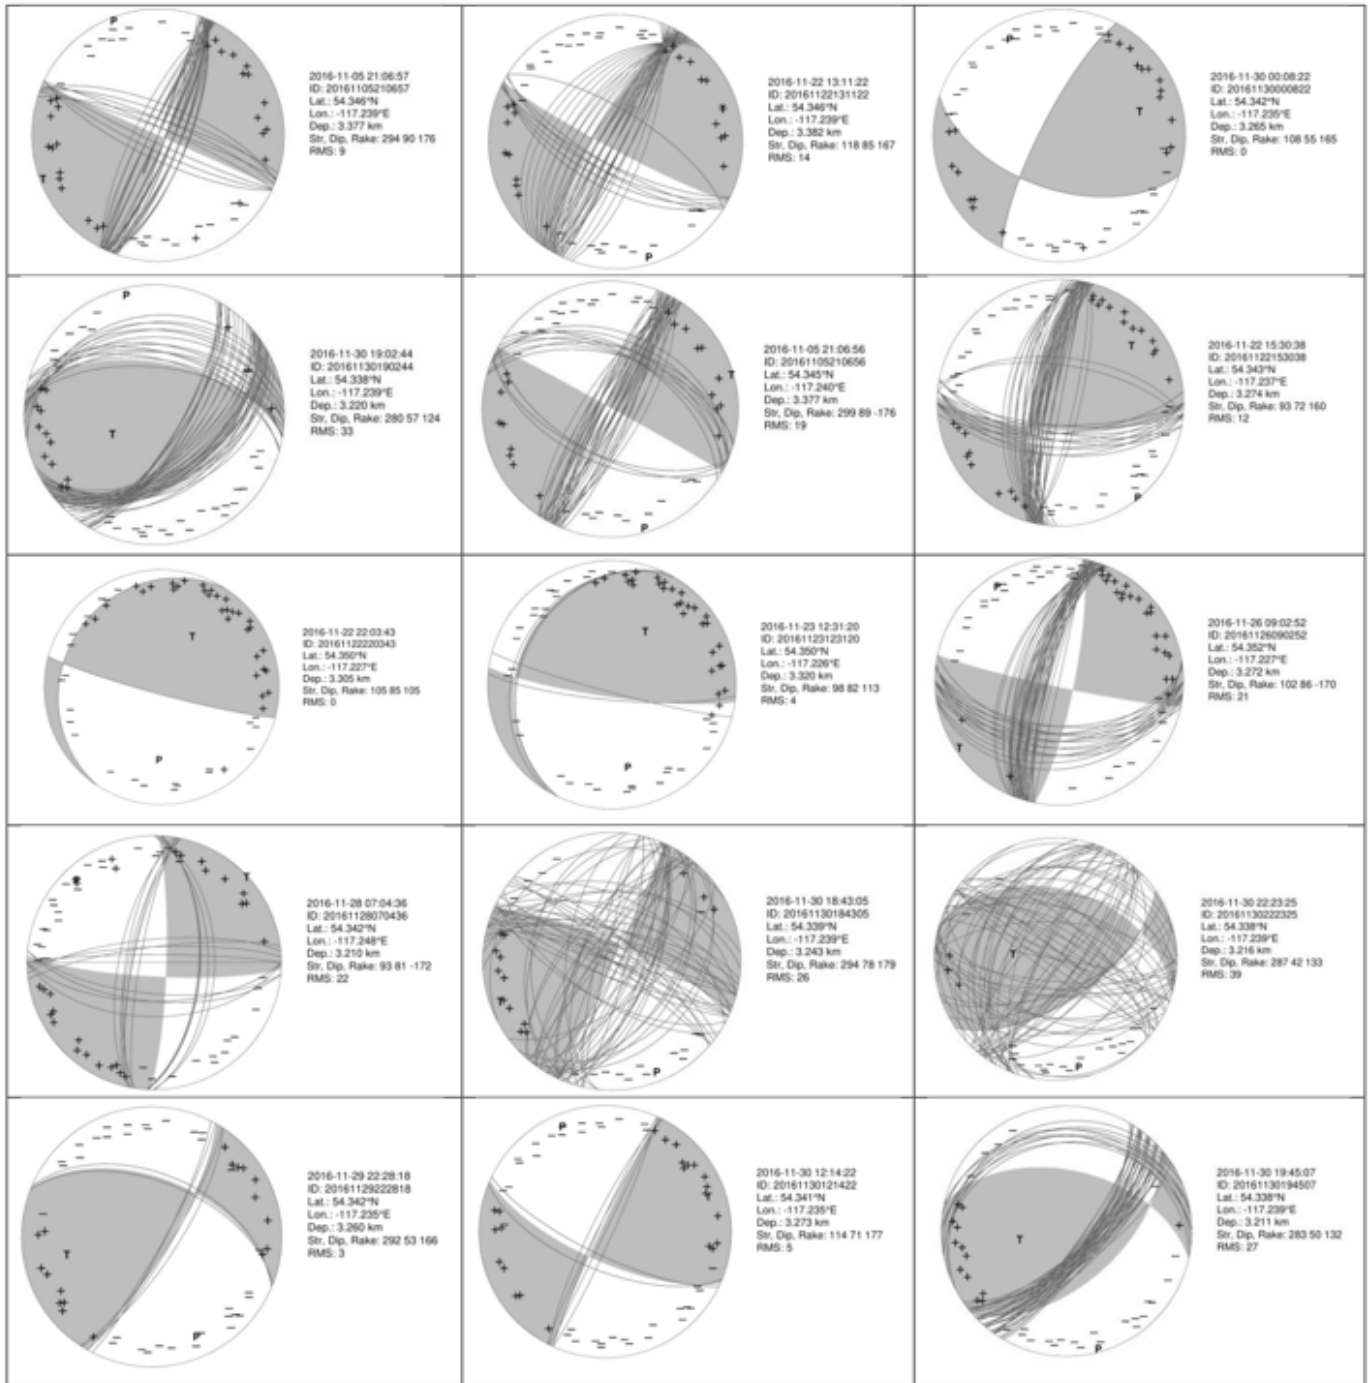 P
T
2016-11-05 21:06:57
ID: 20161105210657
Lat.: 54.346°N
Lon.: -117.239°E
Dep.: 3.377 km
Str, Dip, Rake: 294 90 176
RMS: 9
T
P
2016-11-22 13:11:22
ID: 20161122131122
Lat.: 54.346°N
Lon.: -117.239°E
Dep.: 3.382 km
Str, Dip, Rake: 118 85 167
RMS: 14
P
T
2016-11-30 00:08:22
ID: 20161130000822
Lat.: 54.342°N
Lon.: -117.235°E
Dep.: 3.265 km
Str, Dip, Rake: 108 55 165
RMS: 0
P
T
2016-11-30 19:02:44
ID: 20161130190244
Lat.: 54.338°N
Lon.: -117.239°E
Dep.: 3.220 km
Str, Dip, Rake: 280 57 124
RMS: 33
T
P
2016-11-05 21:06:56
ID: 20161105210656
Lat.: 54.345°N
Lon.: -117.240°E
Dep.: 3.377 km
Str, Dip, Rake: 299 89 -176
RMS: 19
T
P
2016-11-22 15:30:38
ID: 20161122153038
Lat.: 54.343°N
Lon.: -117.237°E
Dep.: 3.274 km
Str, Dip, Rake: 93 72 160
RMS: 12
T
P
2016-11-22 22:03:43
ID: 20161122220343
Lat.: 54.350°N
Lon.: -117.227°E
Dep.: 3.305 km
Str, Dip, Rake: 105 85 105
RMS: 0
T
P
2016-11-23 12:31:20
ID: 20161123123120
Lat.: 54.350°N
Lon.: -117.226°E
Dep.: 3.320 km
Str, Dip, Rake: 98 82 113
RMS: 4
P
T
2016-11-26 09:02:52
ID: 20161126090252
Lat.: 54.352°N
Lon.: -117.227°E
Dep.: 3.272 km
Str, Dip, Rake: 102 86 -170
RMS: 21
T
2016-11-28 07:04:36
ID: 20161128070436
Lat.: 54.342°N
Lon.: -117.248°E
Dep.: 3.210 km
Str, Dip, Rake: 93 81 -172
RMS: 22
T
P
2016-11-30 18:43:05
ID: 20161130184305
Lat.: 54.339°N
Lon.: -117.239°E
Dep.: 3.243 km
Str, Dip, Rake: 294 78 179
RMS: 26
T
P
2016-11-30 22:23:25
ID: 20161130222325
Lat.: 54.338°N
Lon.: -117.239°E
Dep.: 3.216 km
Str, Dip, Rake: 287 42 133
RMS: 39
T
P
2016-11-29 22:28:18
ID: 20161129222818
Lat.: 54.342°N
Lon.: -117.235°E
Dep.: 3.260 km
Str, Dip, Rake: 292 53 166
RMS: 3
P
T
2016-11-30 12:14:22
ID: 20161130121422
Lat.: 54.341°N
Lon.: -117.235°E
Dep.: 3.273 km
Str, Dip, Rake: 114 71 177
RMS: 5
T
P
2016-11-30 19:45:07
ID: 20161130194507
Lat.: 54.338°N
Lon.: -117.239°E
Dep.: 3.211 km
Str, Dip, Rake: 283 50 132
RMS: 27